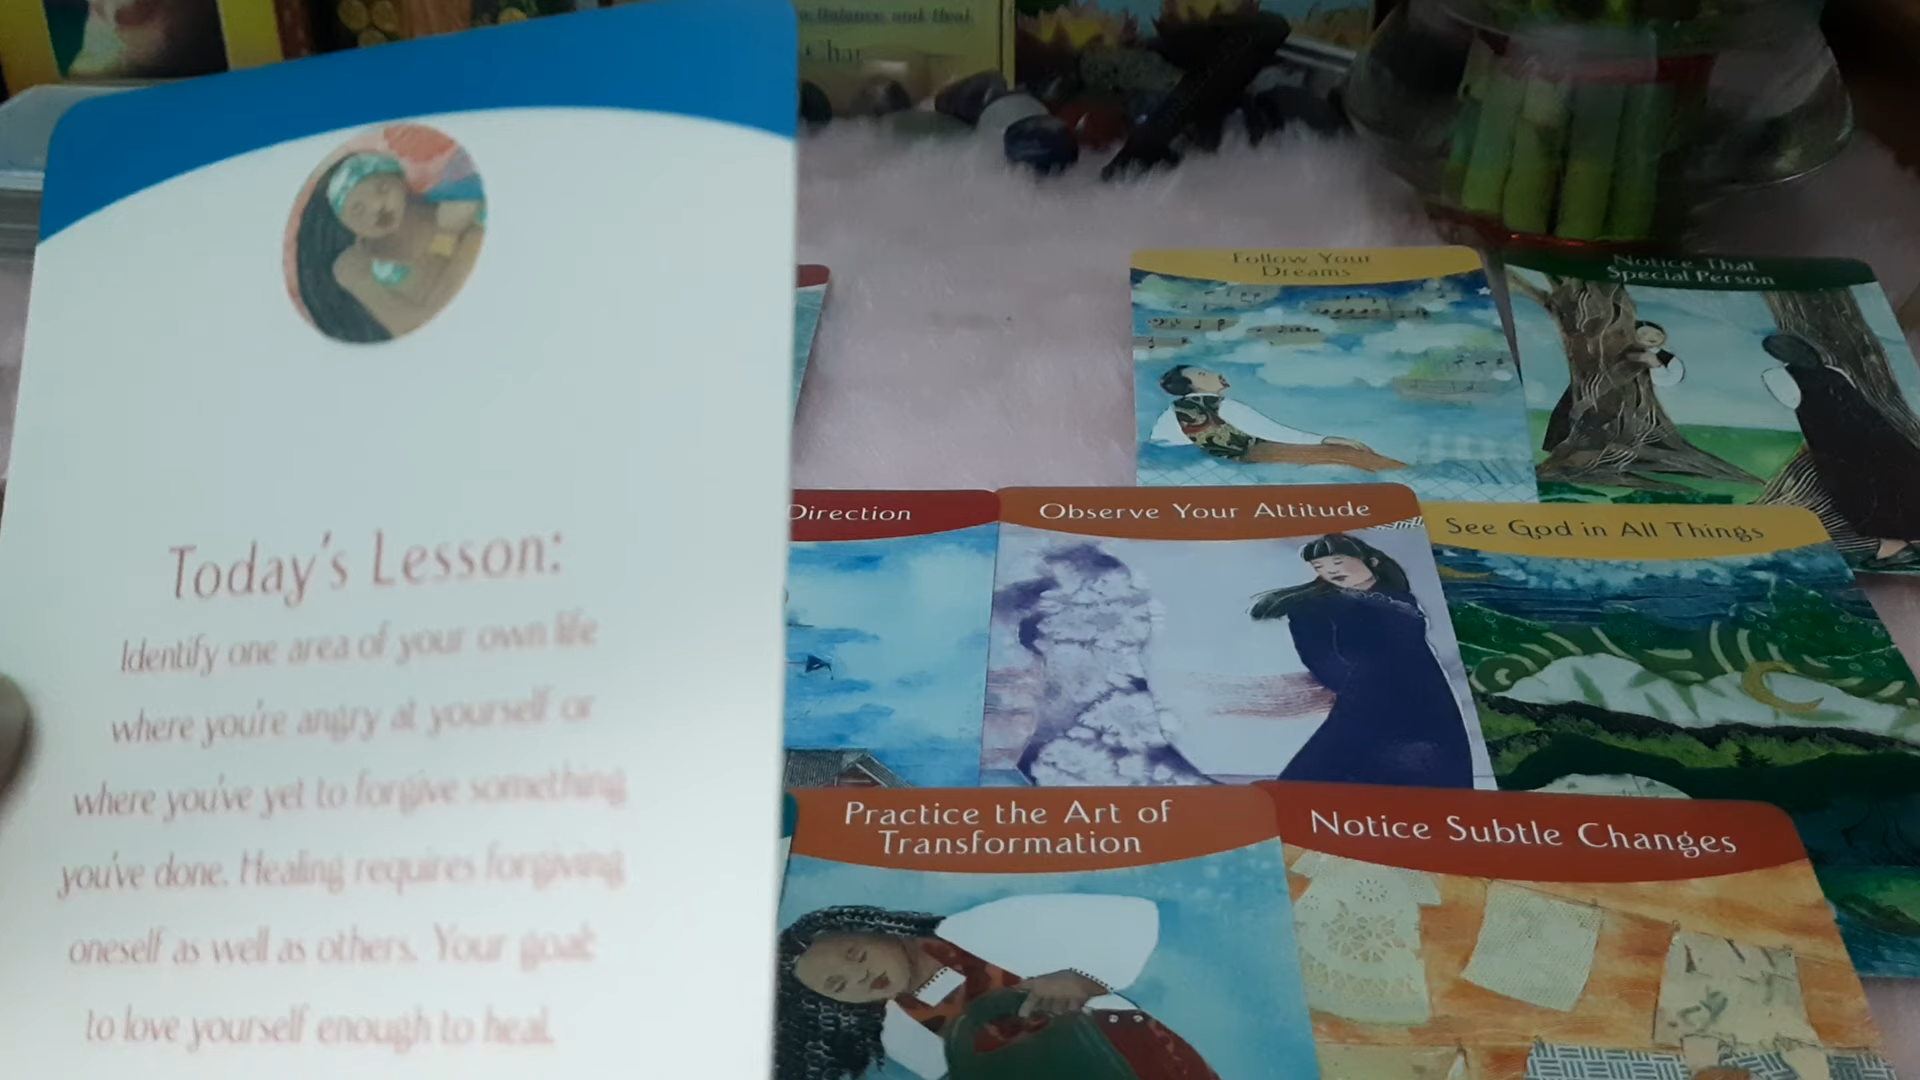 Balance and Heal
Today's Lesson:
Identify one area of your own life
where you're angry at yourself or
where you've yet to forgive something
you've done. Healing requires forgiving
oneself as well as others. Your goal:
to love yourself enough to heal.
Follow Your
Dreams
Notice That
Special Person
Direction
Observe Your Attitude
See God in All Things
Practice the Art of
Transformation
Notice Subtle Changes